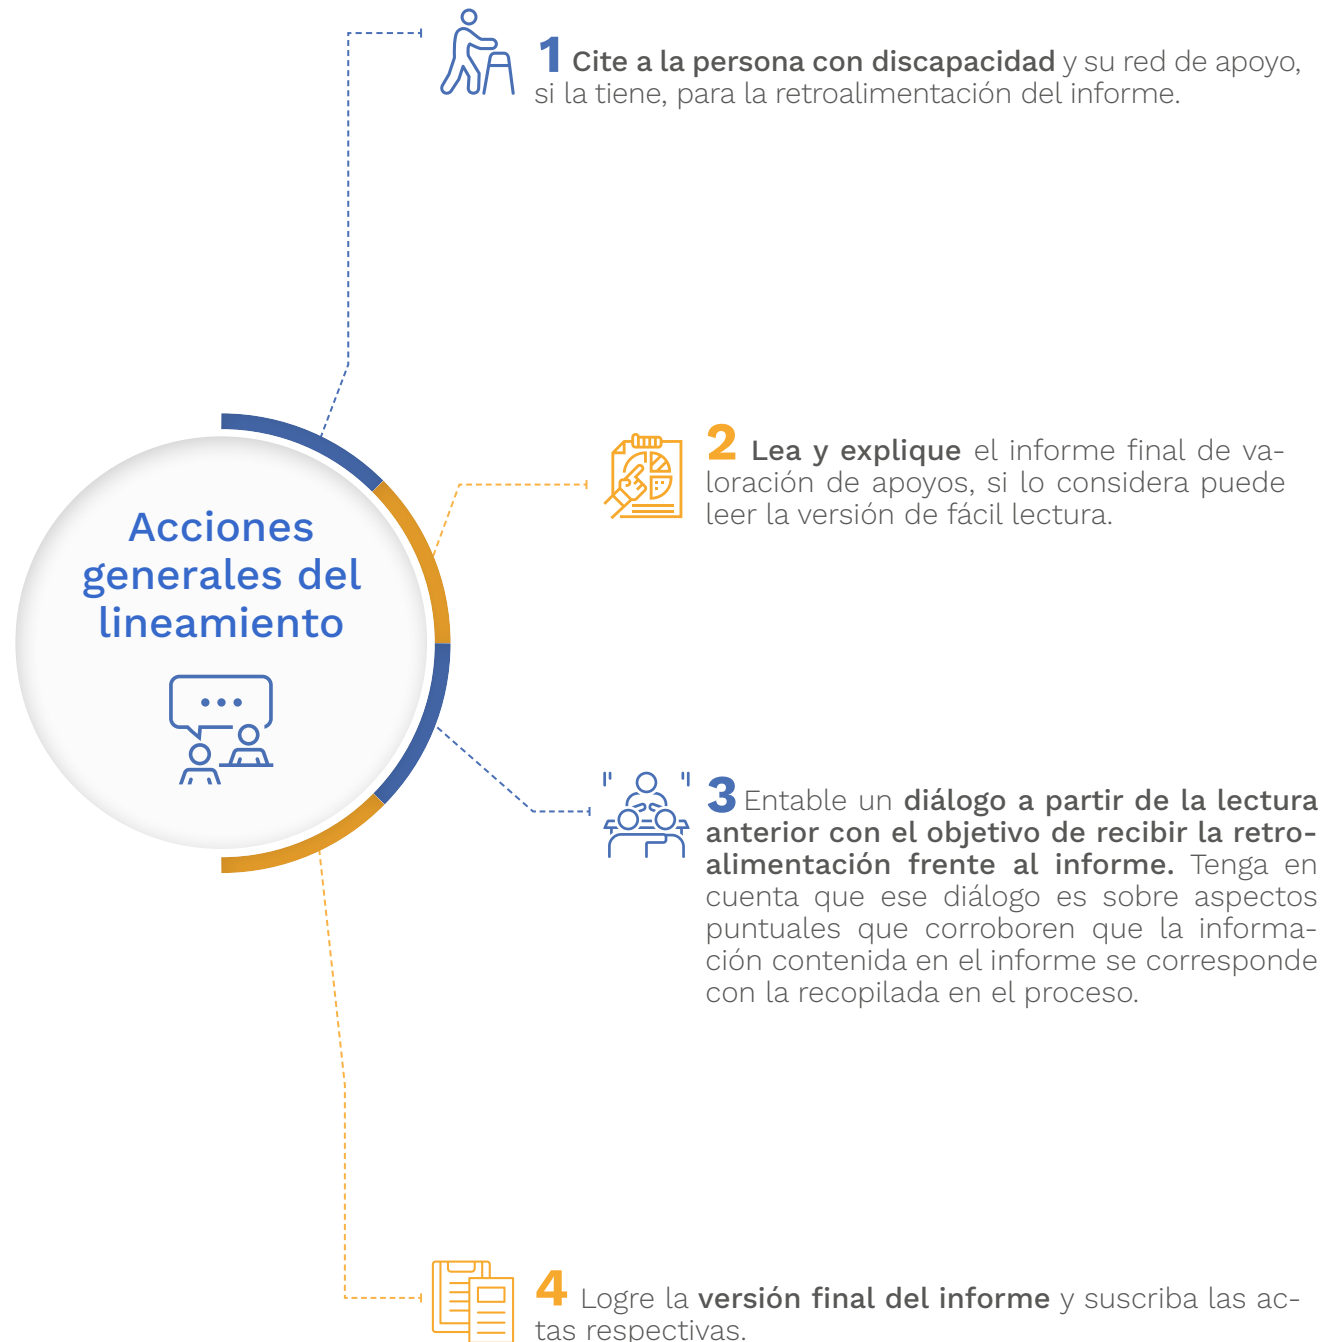 1 Cite a la persona con discapacidad y su red de apoyo,
si la tiene, para la retroalimentación del informe.
Acciones
generales del
lineamiento
2 Lea y explique el informe final de va-
loración de apoyos, si lo considera puede
leer la versión de fácil lectura.
3 Entable un diálogo a partir de la lectura
anterior con el objetivo de recibir la retro-
alimentación frente al informe. Tenga en
cuenta que ese diálogo es sobre aspectos
puntuales que corroboren que la informa-
ción contenida en el informe se corresponde
con la recopilada en el proceso.
4 Logre la versión final del informe y suscriba las ac-
tas respectivas.